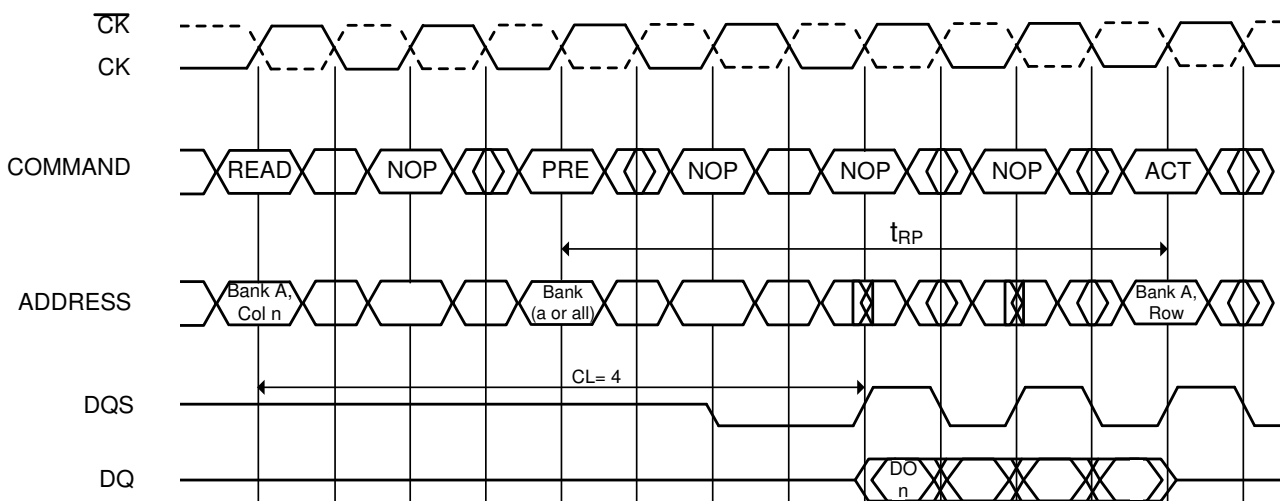 CK
CK
COMMAND READ NOP PRE NOP NOP NOP ACT
tRP
ADDRESS Bank A, Col n Bank (a or all) Bank A, Row
CL= 4
DQS
DQ DO n